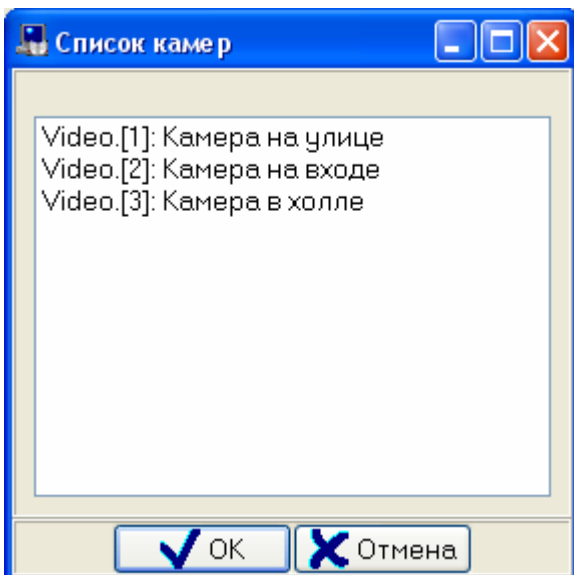 Список камер
Video.[1]: Камера на улице
Video.[2]: Камера на входе
Video.[3]: Камера в холле
OK
Отмена